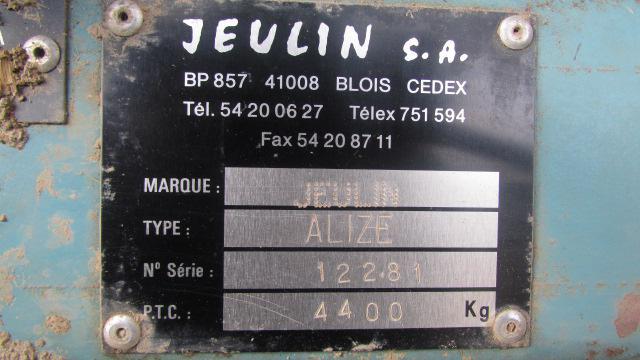 JEULIN S.A.
BP 857 41008 BLOIS CEDEX
Tél. 54 20 06 27 Télex 751 594
Fax 54 20 87 11
MARQUE : JEULIN
TYPE : ALIZE
N° Série : 12281
P.T.C. : 4400 Kg